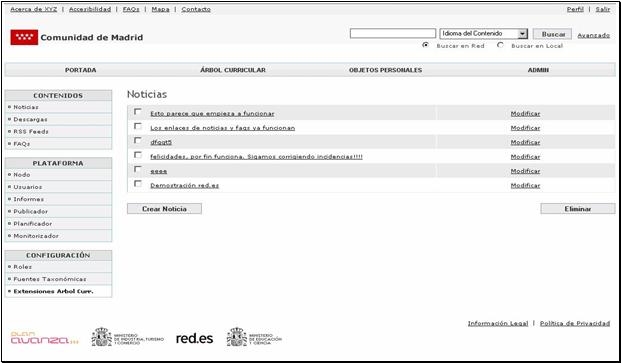 Acerca de XYZ | Accesibilidad | FAQs | Mapa | Contacto
Perfil | Salir
Comunidad de Madrid
Idioma del Contenido
Buscar
Avanzado
Buscar en Red
Buscar en Local
PORTADA
ÁRBOL CURRICULAR
OBJETOS PERSONALES
ADMIN
CONTENIDOS
Noticias
Descargas
RSS Feeds
FAQs
PLATAFORMA
Nodo
Usuarios
Informes
Publicador
Planificador
Monitorizador
CONFIGURACIÓN
Roles
Fuentes Taxonómicas
Extensiones Arbol Curr.
Noticias
Esto parece que empieza a funcionar Modificar
Los enlaces de noticias y faqs ya funcionan Modificar
dfgqt5 Modificar
felicidades, por fin funciona. Sigamos corrigiendo incidencias!!!! Modificar
eeee Modificar
Demostración red.es Modificar
Crear Noticia
Eliminar
Información Legal | Política de Privacidad
plan
avanza
MINISTERIO
DE INDUSTRIA, TURISMO
Y COMERCIO
red.es
MINISTERIO
DE EDUCACIÓN
Y CIENCIA